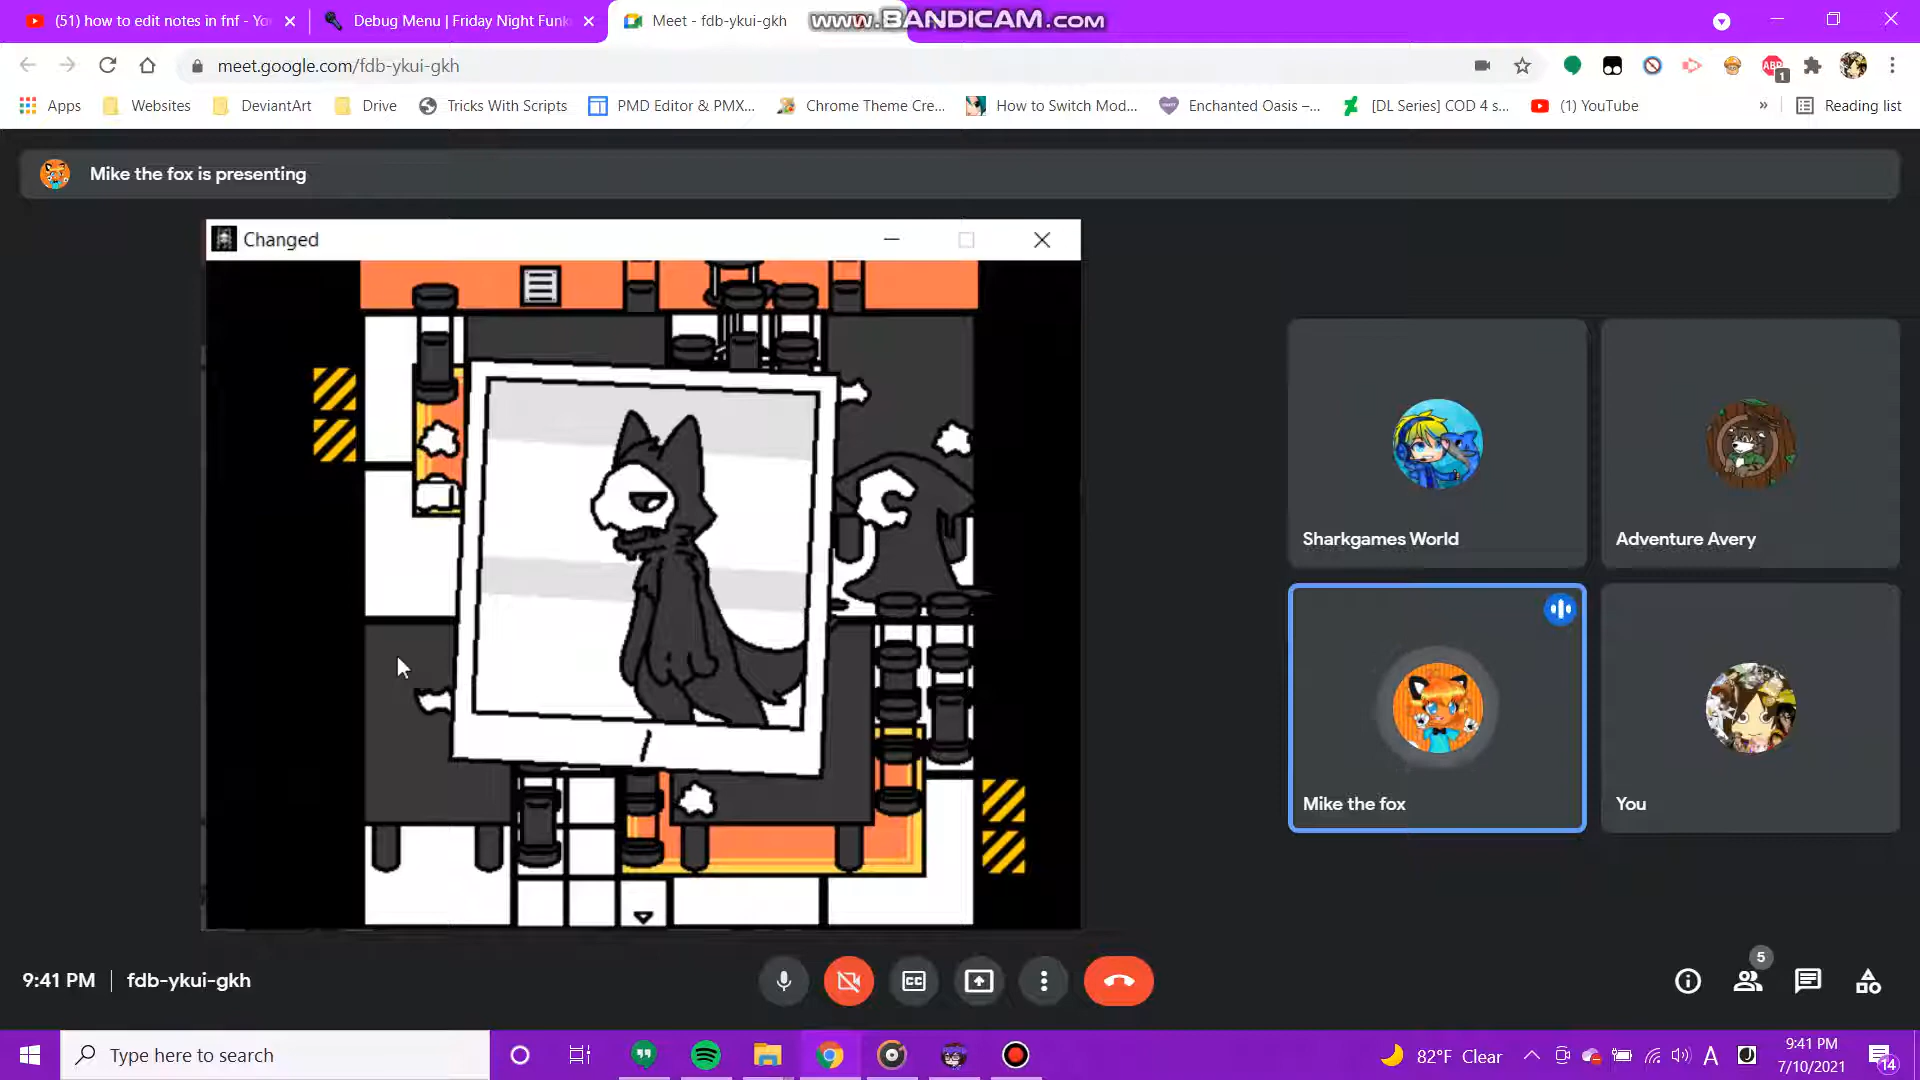 (51) how to edit notes in fnf - Yo
Debug Menu | Friday Night Funk
Meet - fdb-ykui-gkh
www.BANDICAM.com
meet.google.com/fdb-ykui-gkh
ABP
1
Apps
Websites
DeviantArt
Drive
Tricks With Scripts
PMD Editor & PMX...
Chrome Theme Cre...
How to Switch Mod...
Enchanted Oasis –...
[DL Series] COD 4 s...
(1) YouTube
»
Reading list
Mike the fox is presenting
Changed
Sharkgames World
Adventure Avery
Mike the fox
You
9:41 PM
fdb-ykui-gkh
CC
5
Type here to search
82°F Clear
A
9:41 PM
7/10/2021
14